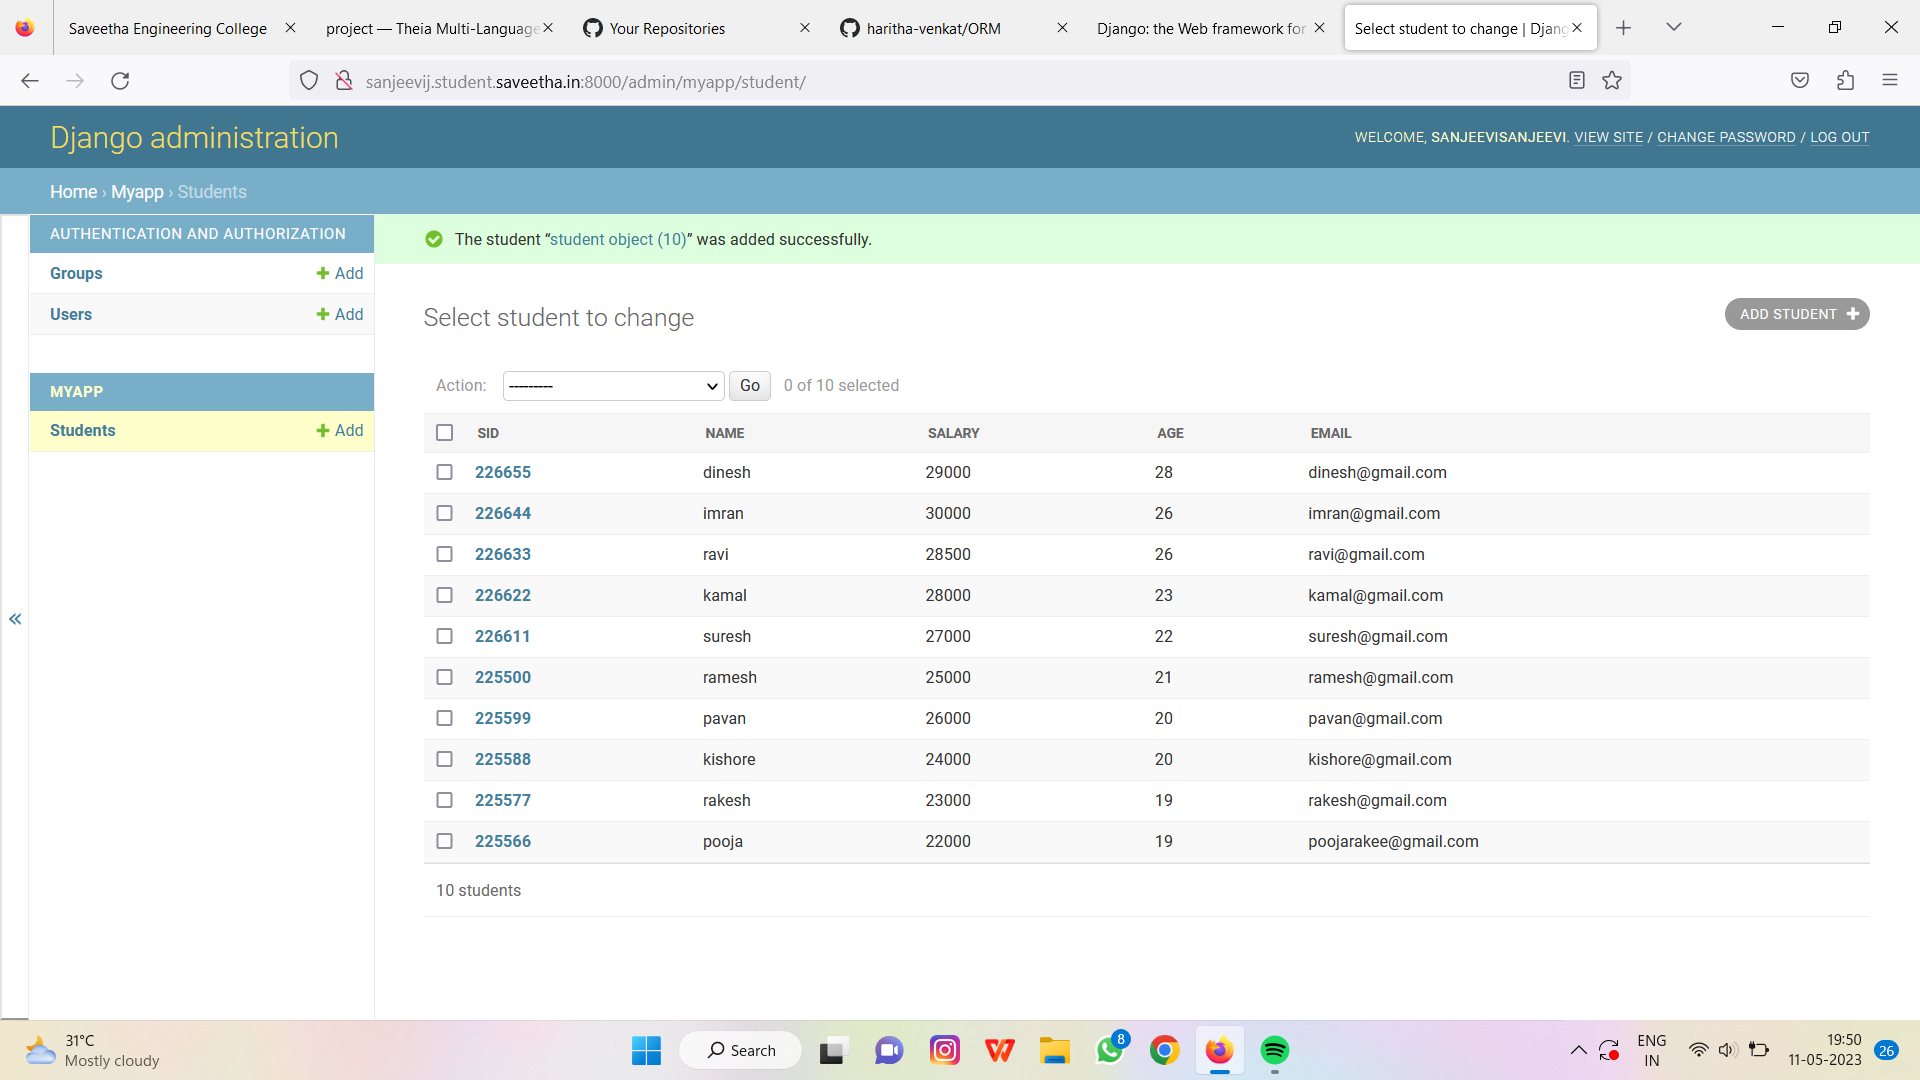 Saveetha Engineering College
project — Theia Multi-Language
Your Repositories
haritha-venkat/ORM
Django: the Web framework for
Select student to change | Djang
sanjeevij.student.saveetha.in:8000/admin/myapp/student/
Django administration
WELCOME, SANJEEVISANJEEVI. VIEW SITE / CHANGE PASSWORD / LOG OUT
Home › Myapp › Students
AUTHENTICATION AND AUTHORIZATION
Groups + Add
Users + Add
MYAPP
Students + Add
«
The student “student object (10)” was added successfully.
Select student to change
ADD STUDENT +
Action: --------- Go 0 of 10 selected
SID NAME SALARY AGE EMAIL
226655 dinesh 29000 28 dinesh@gmail.com
226644 imran 30000 26 imran@gmail.com
226633 ravi 28500 26 ravi@gmail.com
226622 kamal 28000 23 kamal@gmail.com
226611 suresh 27000 22 suresh@gmail.com
225500 ramesh 25000 21 ramesh@gmail.com
225599 pavan 26000 20 pavan@gmail.com
225588 kishore 24000 20 kishore@gmail.com
225577 rakesh 23000 19 rakesh@gmail.com
225566 pooja 22000 19 poojarakee@gmail.com
10 students
31°C
Mostly cloudy
Search
8
ENG
IN
19:50
11-05-2023
26